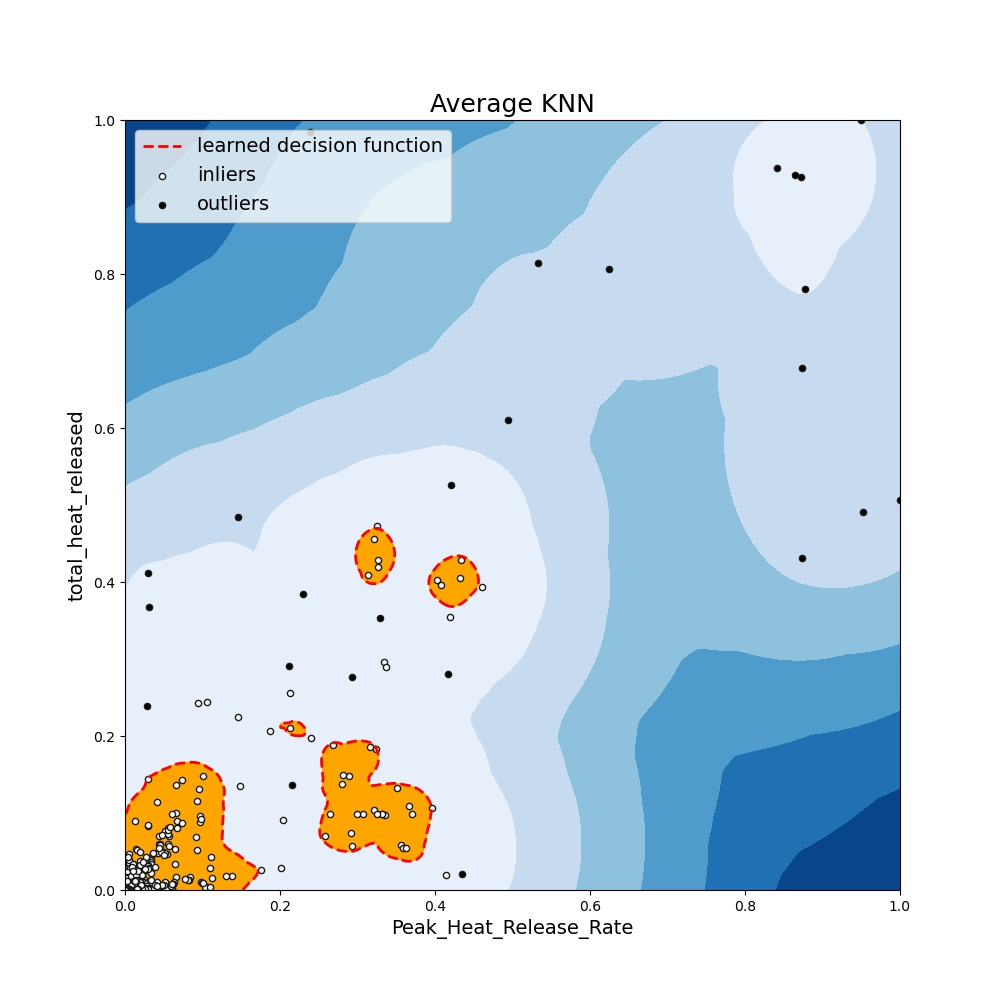 Average KNN
learned decision function
inliers
outliers
1.0
0.8
0.6
0.4
0.2
0.0
total_heat_released
0.0 0.2 0.4 0.6 0.8 1.0
Peak_Heat_Release_Rate